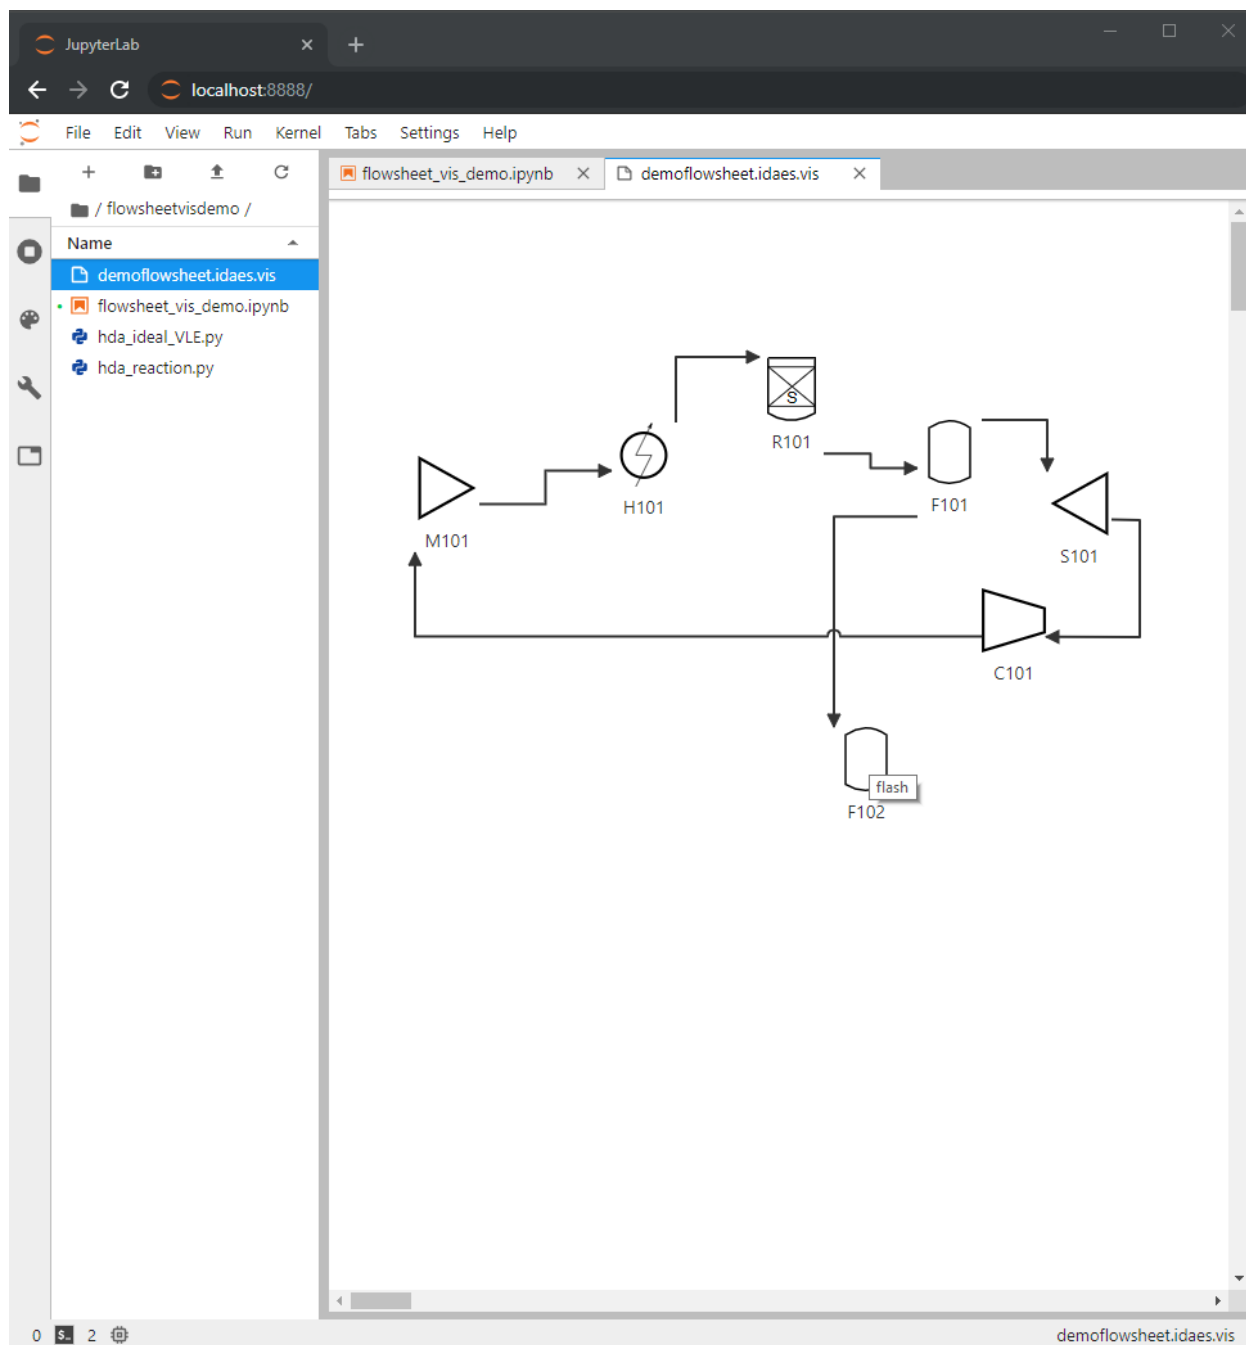 JupyterLab
localhost:8888/
File Edit View Run Kernel Tabs Settings Help
flowsheet_vis_demo.ipynb demoflowsheet.idaes.vis
/ flowsheetvisdemo /
Name
demoflowsheet.idaes.vis
flowsheet_vis_demo.ipynb
hda_ideal_VLE.py
hda_reaction.py
S
R101
H101
F101
M101
S101
C101
flash
F102
0 $_ 2
demoflowsheet.idaes.vis